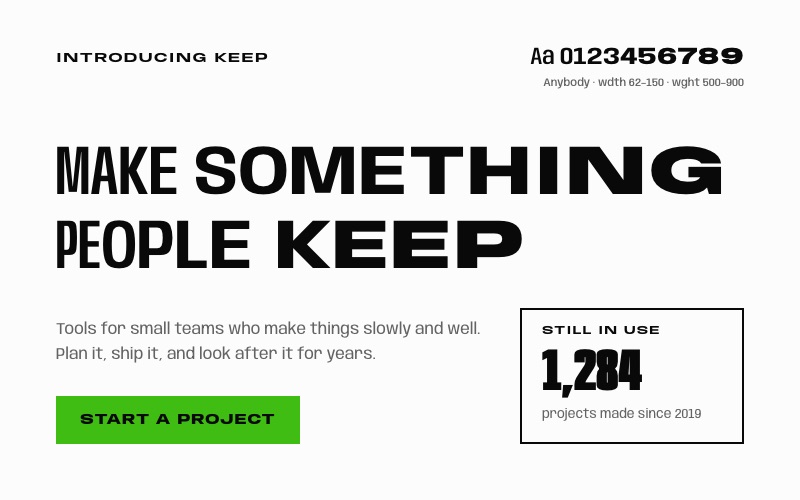 INTRODUCING KEEP
Aa 0123456789
Anybody · wdth 62–150 · wght 500–900
MAKE SOMETHING
PEOPLE KEEP
Tools for small teams who make things slowly and well.
Plan it, ship it, and look after it for years.
START A PROJECT
STILL IN USE
1,284
projects made since 2019